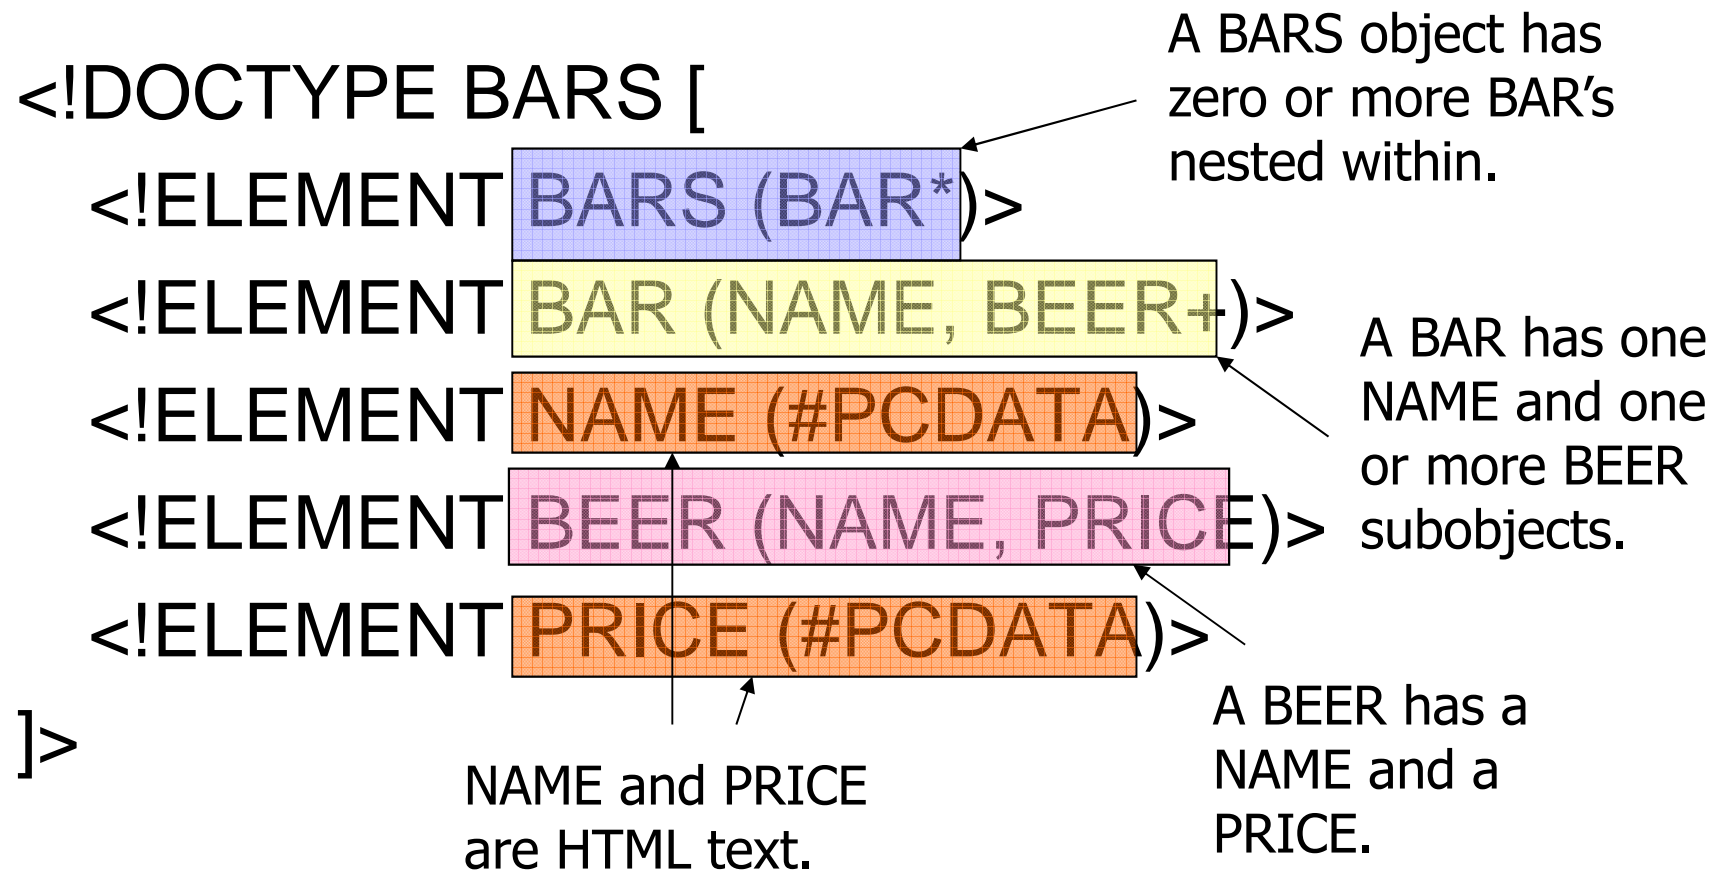 <!DOCTYPE BARS [
<!ELEMENT BARS (BAR*)>
<!ELEMENT BAR (NAME, BEER+)>
<!ELEMENT NAME (#PCDATA)>
<!ELEMENT BEER (NAME, PRICE)>
<!ELEMENT PRICE (#PCDATA)>
]>
A BARS object has
zero or more BAR’s
nested within.
A BAR has one
NAME and one
or more BEER
subobjects.
A BEER has a
NAME and a
PRICE.
NAME and PRICE
are HTML text.